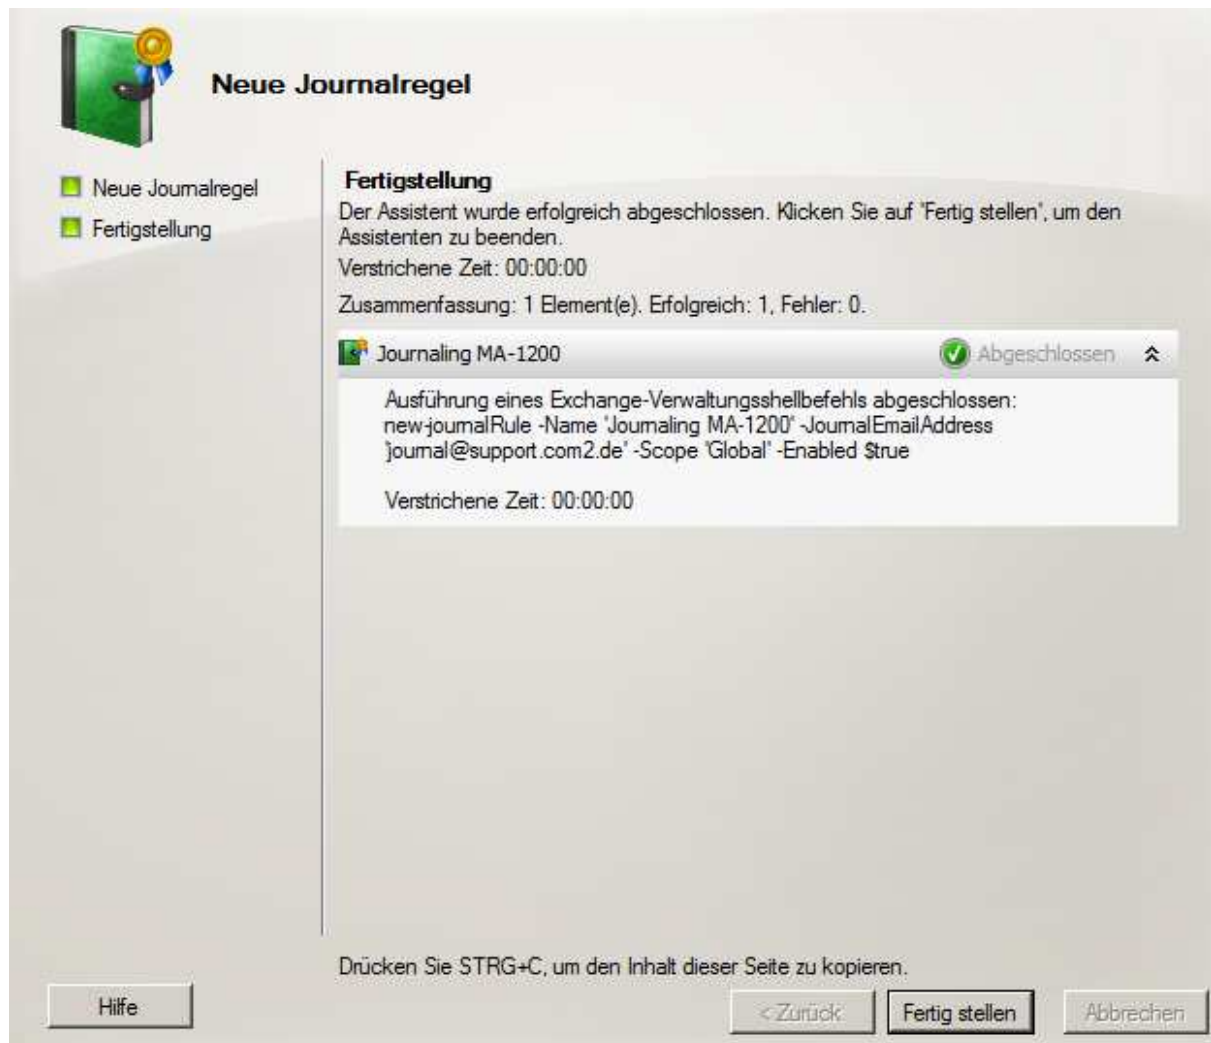 Neue Journalregel
Neue Journalregel
Fertigstellung
Fertigstellung
Der Assistent wurde erfolgreich abgeschlossen. Klicken Sie auf 'Fertig stellen', um den
Assistenten zu beenden.
Verstrichene Zeit: 00:00:00
Zusammenfassung: 1 Element(e). Erfolgreich: 1, Fehler: 0.
Journaling MA-1200
Abgeschlossen
Ausführung eines Exchange-Verwaltungsshellbefehls abgeschlossen:
new-journalRule -Name 'Journaling MA-1200' -JournalEmailAddress
'journal@support.com2.de' -Scope 'Global' -Enabled $true
Verstrichene Zeit: 00:00:00
Drücken Sie STRG+C, um den Inhalt dieser Seite zu kopieren.
Hilfe
< Zurück
Fertig stellen
Abbrechen